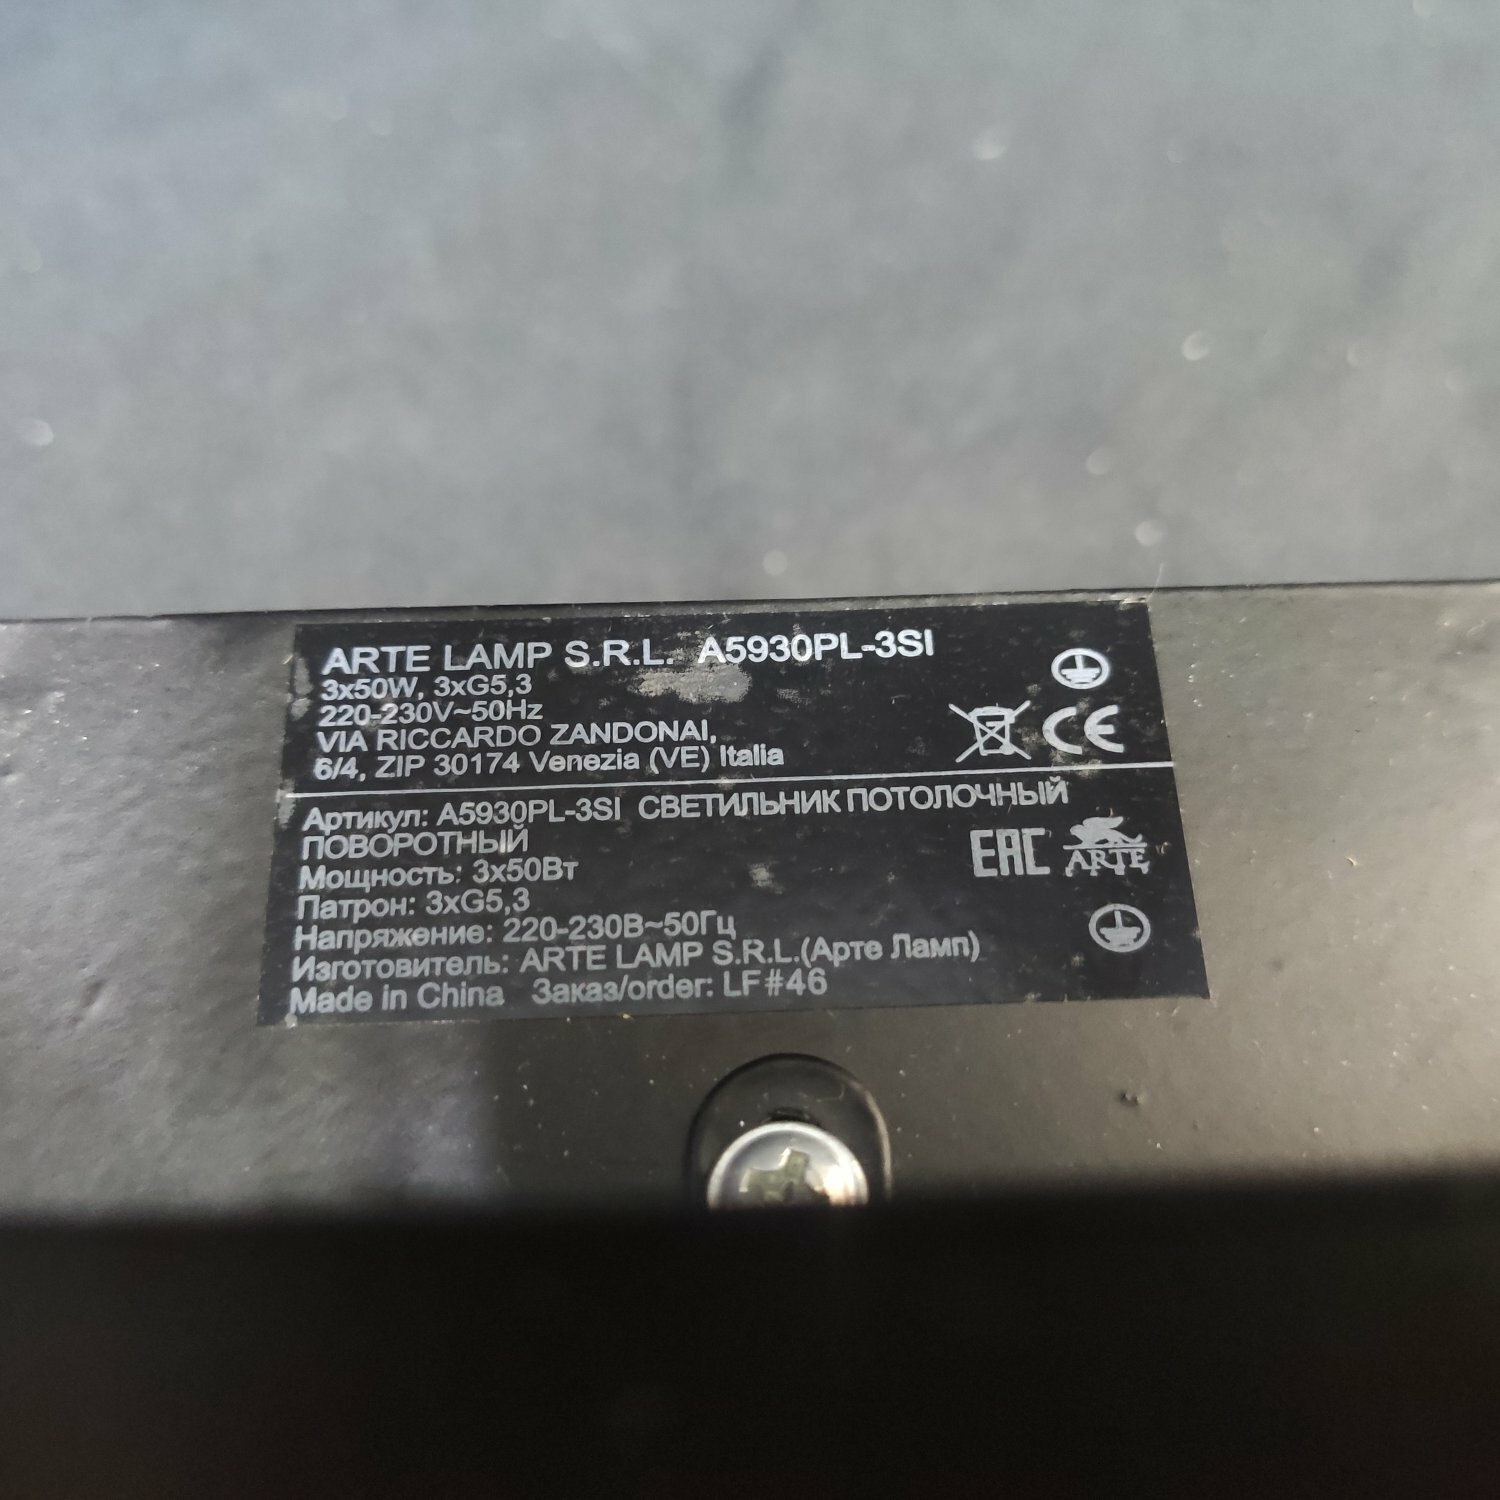 ARTE LAMP S.R.L. A5930PL-3SI
3x50W, 3xG5,3
220-230V~50Hz
VIA RICCARDO ZANDONAI,
6/4, ZIP 30174 Venezia (VE) Italia
CE
Артикул: A5930PL-3SI СВЕТИЛЬНИК ПОТОЛОЧНЫЙ
ПОВОРОТНЫЙ
Мощность: 3x50Вт
Патрон: 3xG5,3
Напряжение: 220-230В~50Гц
Изготовитель: ARTE LAMP S.R.L.(Арте Ламп)
Made in China Заказ/order: LF#46
EAC ARTE